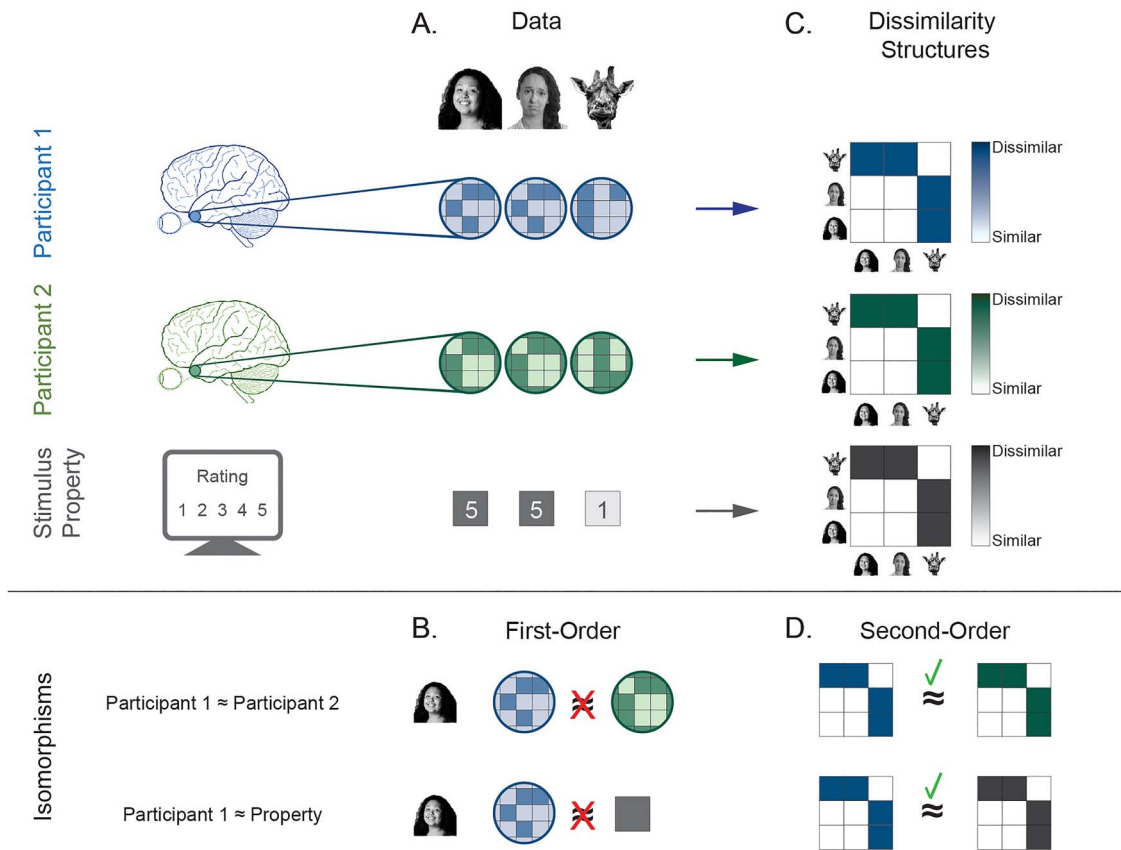 A.
Data
C.
Dissimilarity
Structures
Participant 1
Dissimilar
Similar
Participant 2
Dissimilar
Similar
Stimulus
Property
Rating
1 2 3 4 5
5
5
1
Dissimilar
Similar
Isomorphisms
B.
First-Order
D.
Second-Order
Participant 1 ≈ Participant 2
≈
≈
Participant 1 ≈ Property
≈
≈